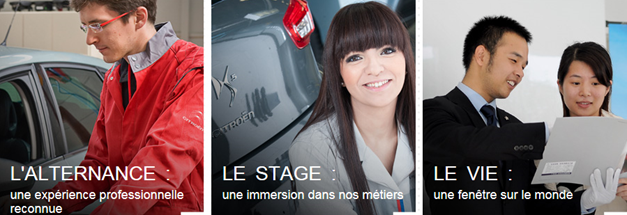 L'ALTERNANCE :
une expérience professionnelle
reconnue
LE STAGE :
une immersion dans nos métiers
LE VIE :
une fenêtre sur le monde
CITROËN